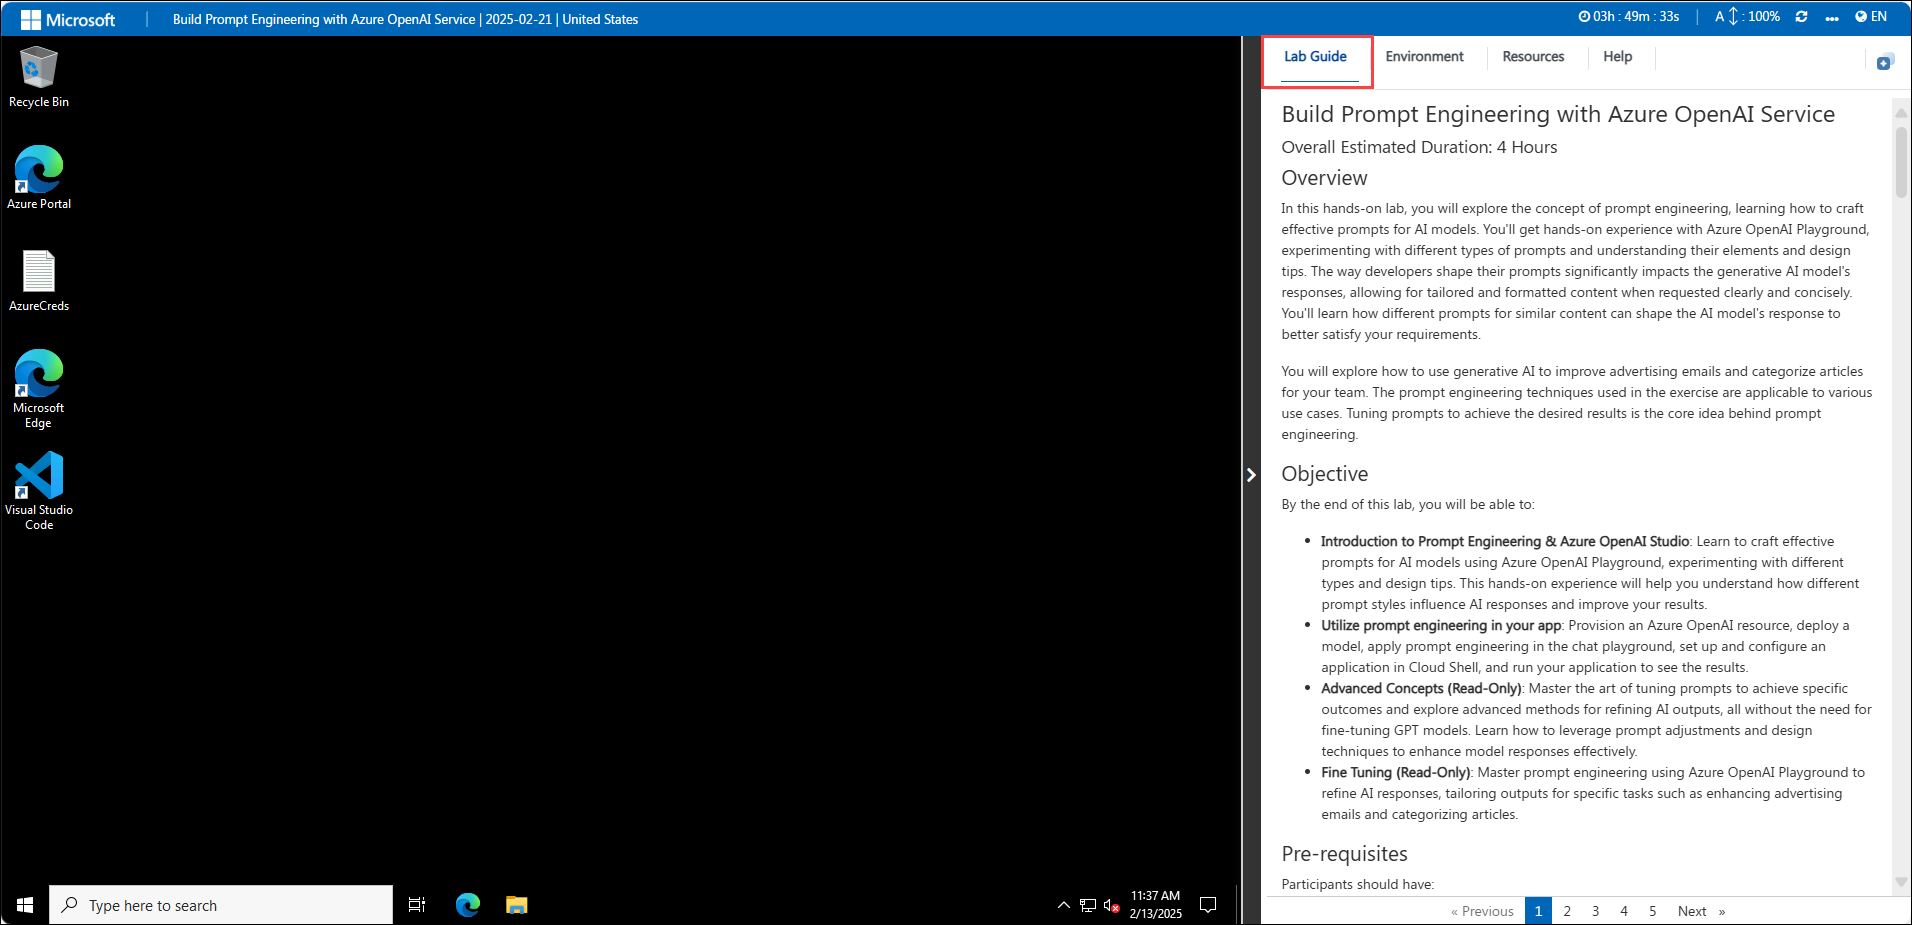 Microsoft
Build Prompt Engineering with Azure OpenAI Service | 2025-02-21 | United States
03h : 49m : 33s
A : 100%
EN
Recycle Bin
Azure Portal
AzureCreds
Microsoft
Edge
Visual Studio
Code
Type here to search
11:37 AM
2/13/2025
Lab Guide
Environment
Resources
Help
Build Prompt Engineering with Azure OpenAI Service
Overall Estimated Duration: 4 Hours
Overview
In this hands-on lab, you will explore the concept of prompt engineering, learning how to craft
effective prompts for AI models. You'll get hands-on experience with Azure OpenAI Playground,
experimenting with different types of prompts and understanding their elements and design
tips. The way developers shape their prompts significantly impacts the generative AI model's
responses, allowing for tailored and formatted content when requested clearly and concisely.
You'll learn how different prompts for similar content can shape the AI model's response to
better satisfy your requirements.
You will explore how to use generative AI to improve advertising emails and categorize articles
for your team. The prompt engineering techniques used in the exercise are applicable to various
use cases. Tuning prompts to achieve the desired results is the core idea behind prompt
engineering.
Objective
By the end of this lab, you will be able to:
• Introduction to Prompt Engineering & Azure OpenAI Studio: Learn to craft effective
prompts for AI models using Azure OpenAI Playground, experimenting with different
types and design tips. This hands-on experience will help you understand how different
prompt styles influence AI responses and improve your results.
• Utilize prompt engineering in your app: Provision an Azure OpenAI resource, deploy a
model, apply prompt engineering in the chat playground, set up and configure an
application in Cloud Shell, and run your application to see the results.
• Advanced Concepts (Read-Only): Master the art of tuning prompts to achieve specific
outcomes and explore advanced methods for refining AI outputs, all without the need for
fine-tuning GPT models. Learn how to leverage prompt adjustments and design
techniques to enhance model responses effectively.
• Fine Tuning (Read-Only): Master prompt engineering using Azure OpenAI Playground to
refine AI responses, tailoring outputs for specific tasks such as enhancing advertising
emails and categorizing articles.
Pre-requisites
Participants should have:
« Previous 1 2 3 4 5 Next »